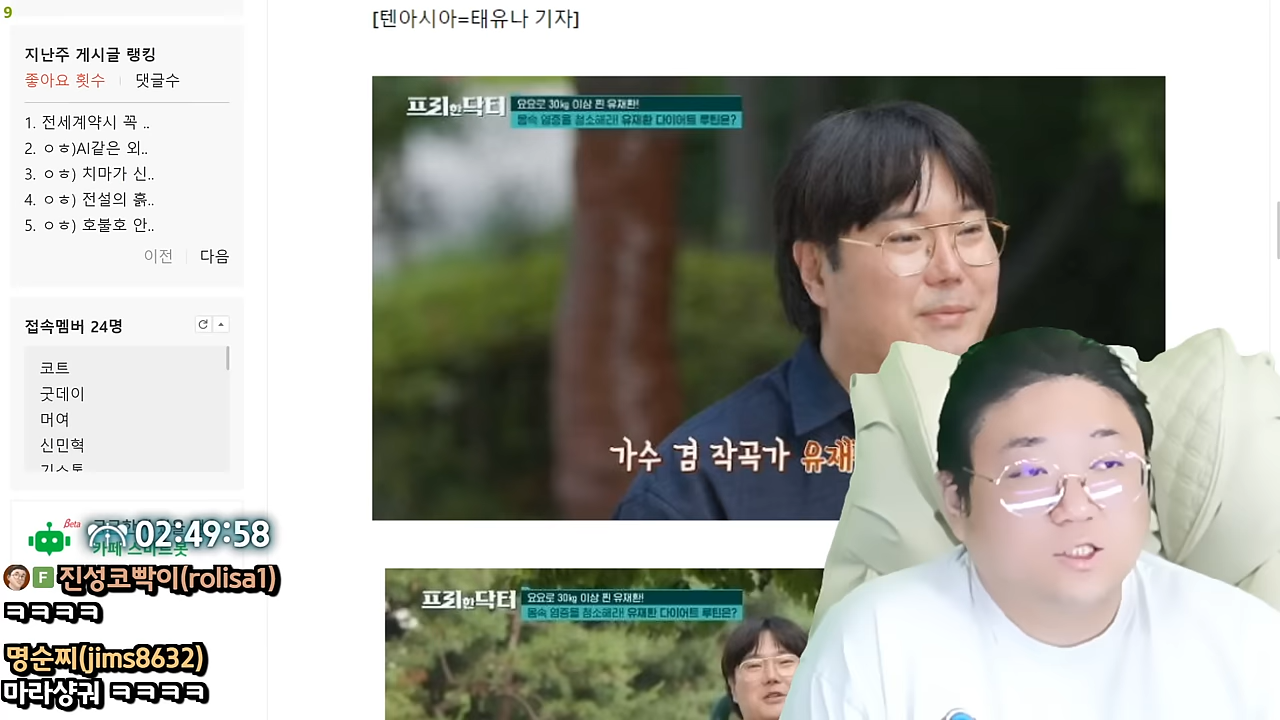 9
[텐아시아=태유나 기자]
지난주 게시글 랭킹
좋아요 횟수
댓글수
1. 전세계약시 꼭 ..
2. ㅇㅎ)AI같은 외..
3. ㅇㅎ) 치마가 신..
4. ㅇㅎ) 전설의 흙..
5. ㅇㅎ) 호불호 안..
이전
다음
접속멤버 24명
코트
굿데이
머여
신민혁
프리한닥터
요요로 30kg 이상 찐 유재환!
몸속 염증을 청소해라! 유재환 다이어트 루틴은?
가수 겸 작곡가 유재
Beta
카페 스마트봇
02:49:58
F 진성코빡이(rolisa1)
ㅋㅋㅋㅋ
명순찌(jims8632)
마라샹궈 ㅋㅋㅋㅋ
프리한닥터
요요로 30kg 이상 찐 유재환!
몸속 염증을 청소해라! 유재환 다이어트 루틴은?